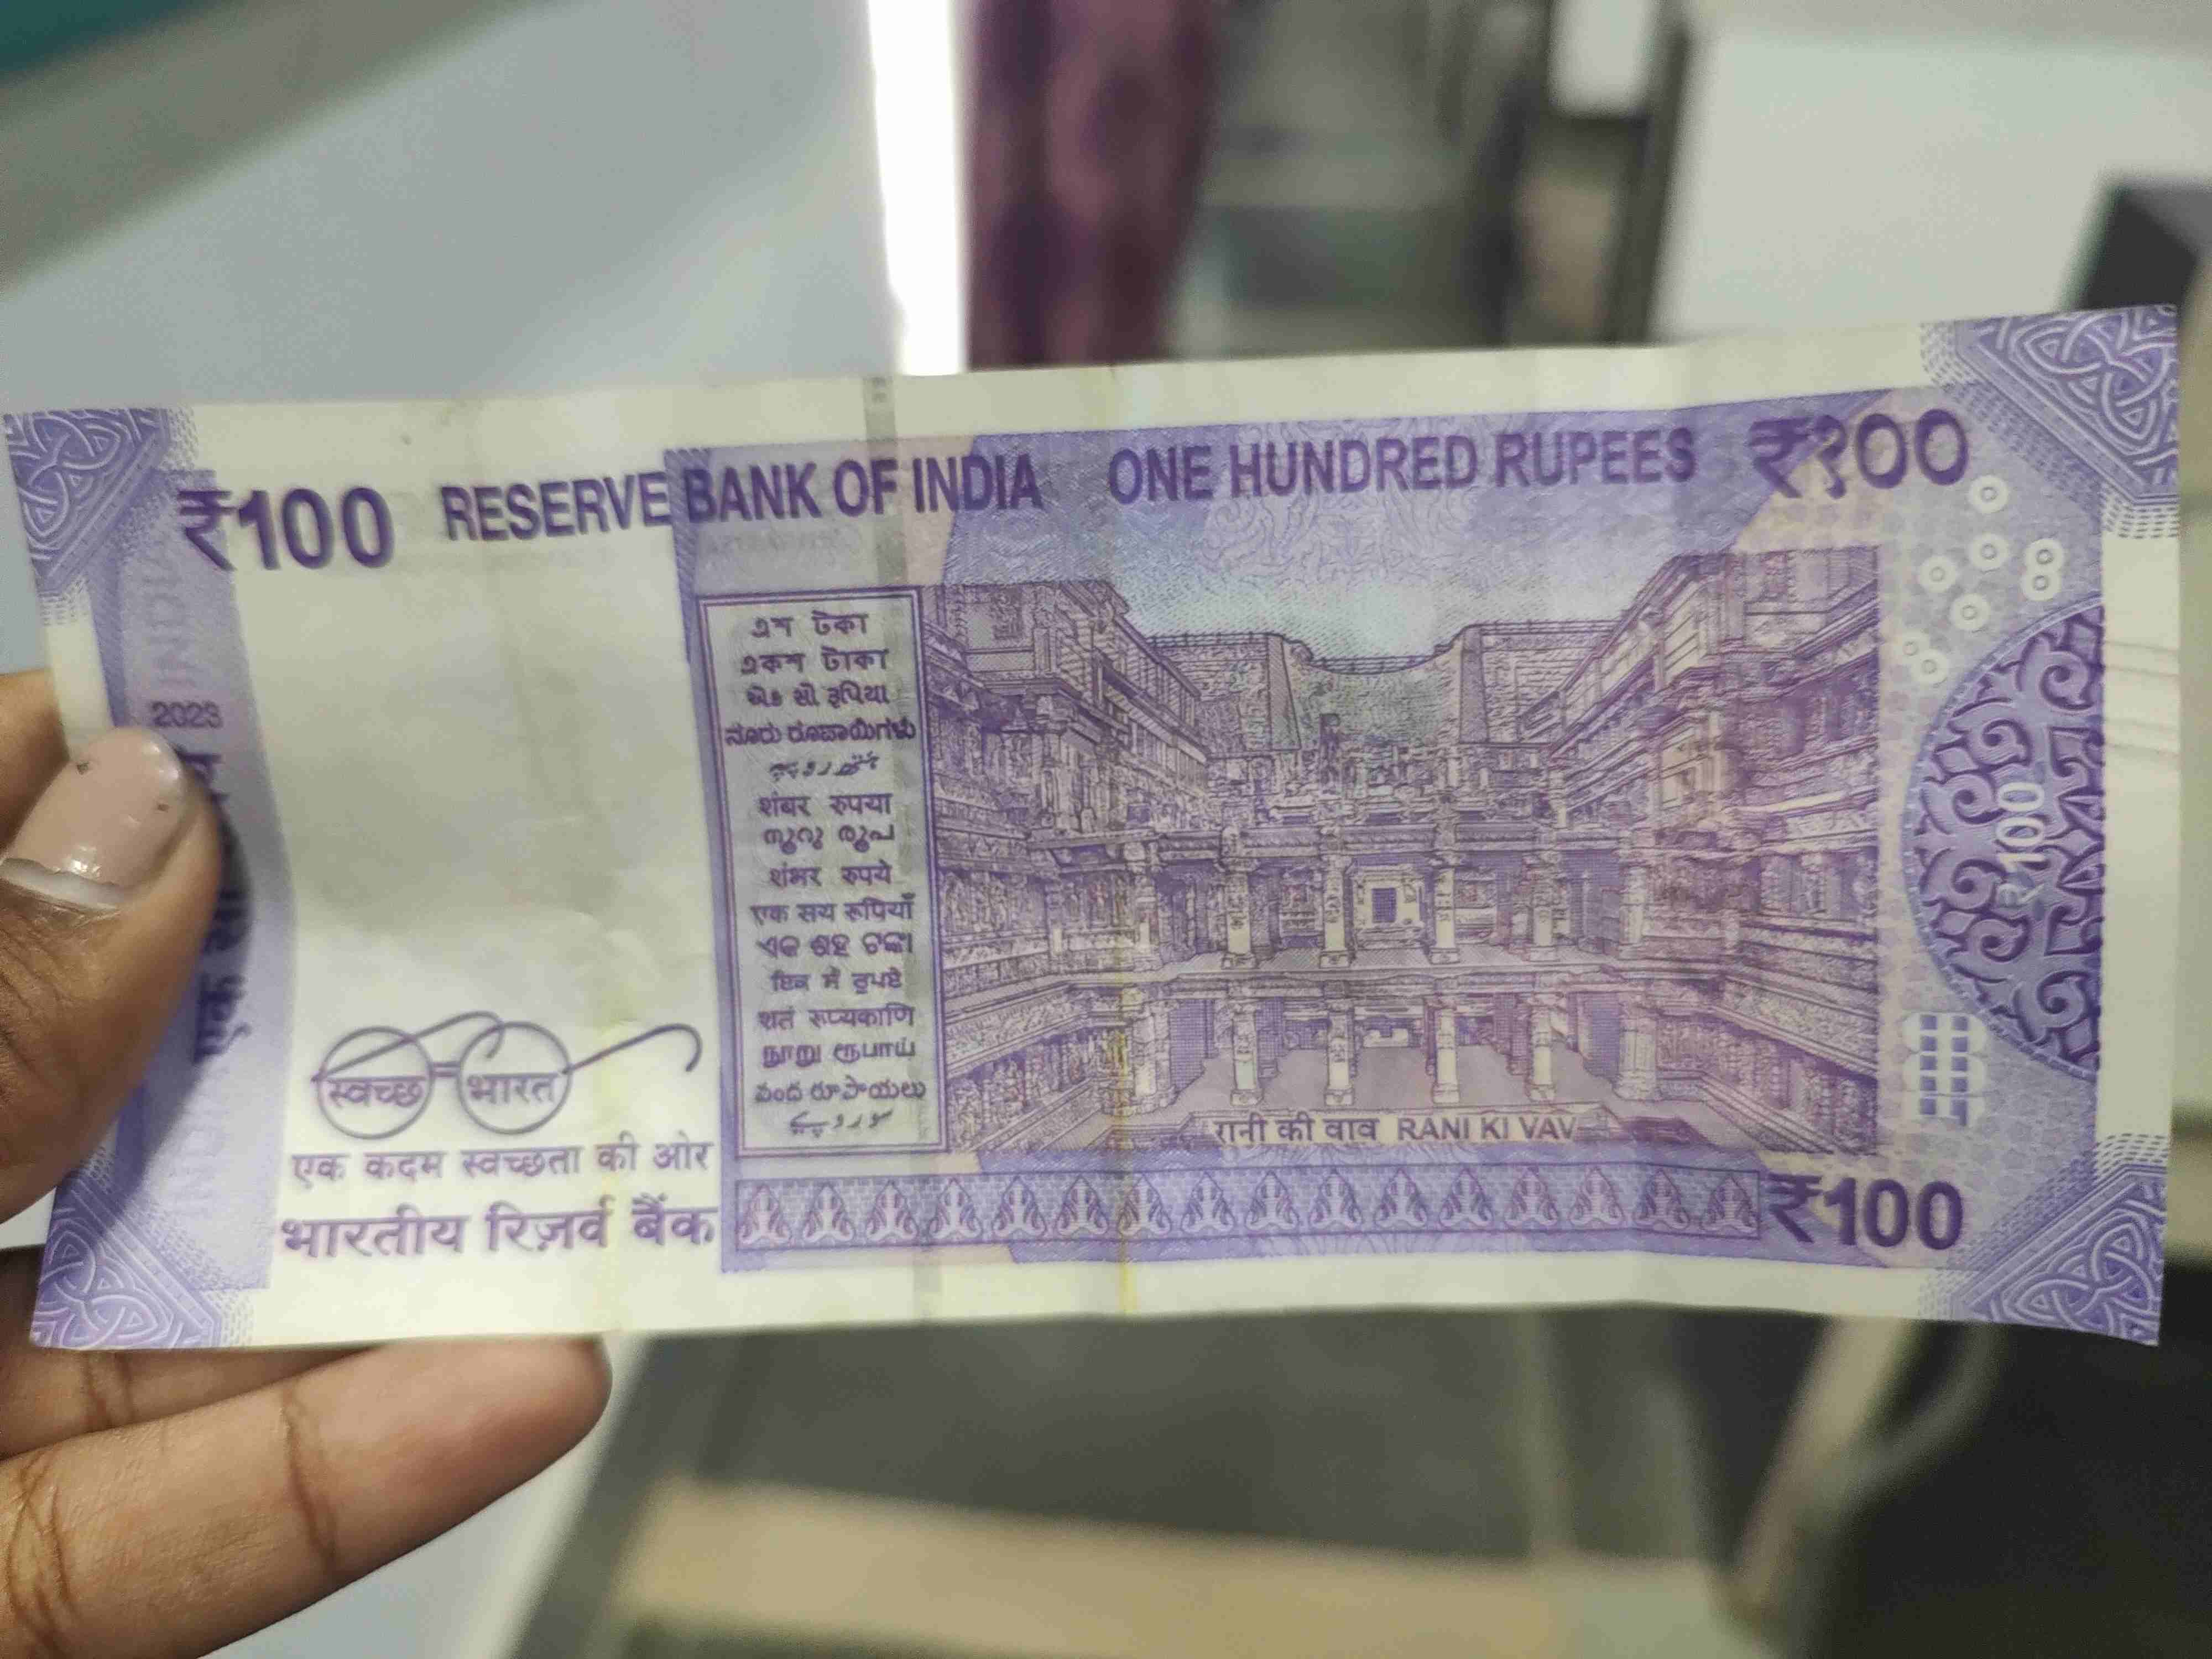 ₹100 RESERVE BANK OF INDIA ONE HUNDRED RUPEES ₹१००
2023
এশ টকা
একশ টাকা
એક સો રૂપિયા
ನೂರು ರೂಪಾಯಿಗಳು
शंबर रुपया
നൂറു രൂപ
शंभर रुपये
एक सय रूपियाँ
ଏକ ଶହ ଟଙ୍କା
ਇਕ ਸੌ ਰੁਪਏ
शतं रूप्यकाणि
நூறு ரூபாய்
వంద రూపాయలు
₹100
स्वच्छ भारत
एक कदम स्वच्छता की ओर
भारतीय रिज़र्व बैंक
रानी की वाव RANI KI VAV
₹100